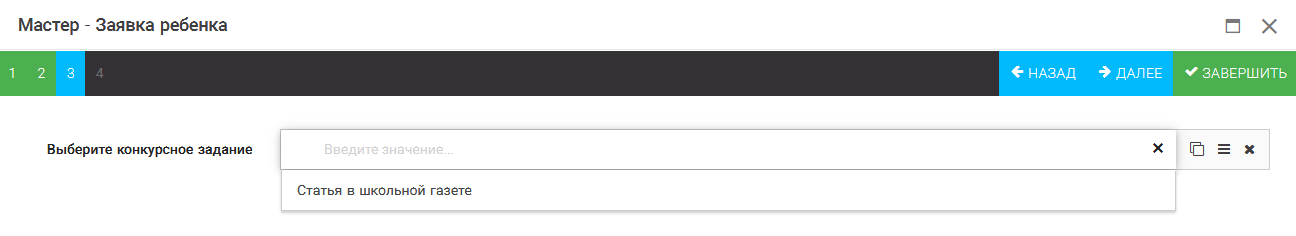 Мастер - Заявка ребенка
1 2 3 4 НАЗАД ДАЛЕЕ ЗАВЕРШИТЬ
Выберите конкурсное задание Введите значение...
Статья в школьной газете